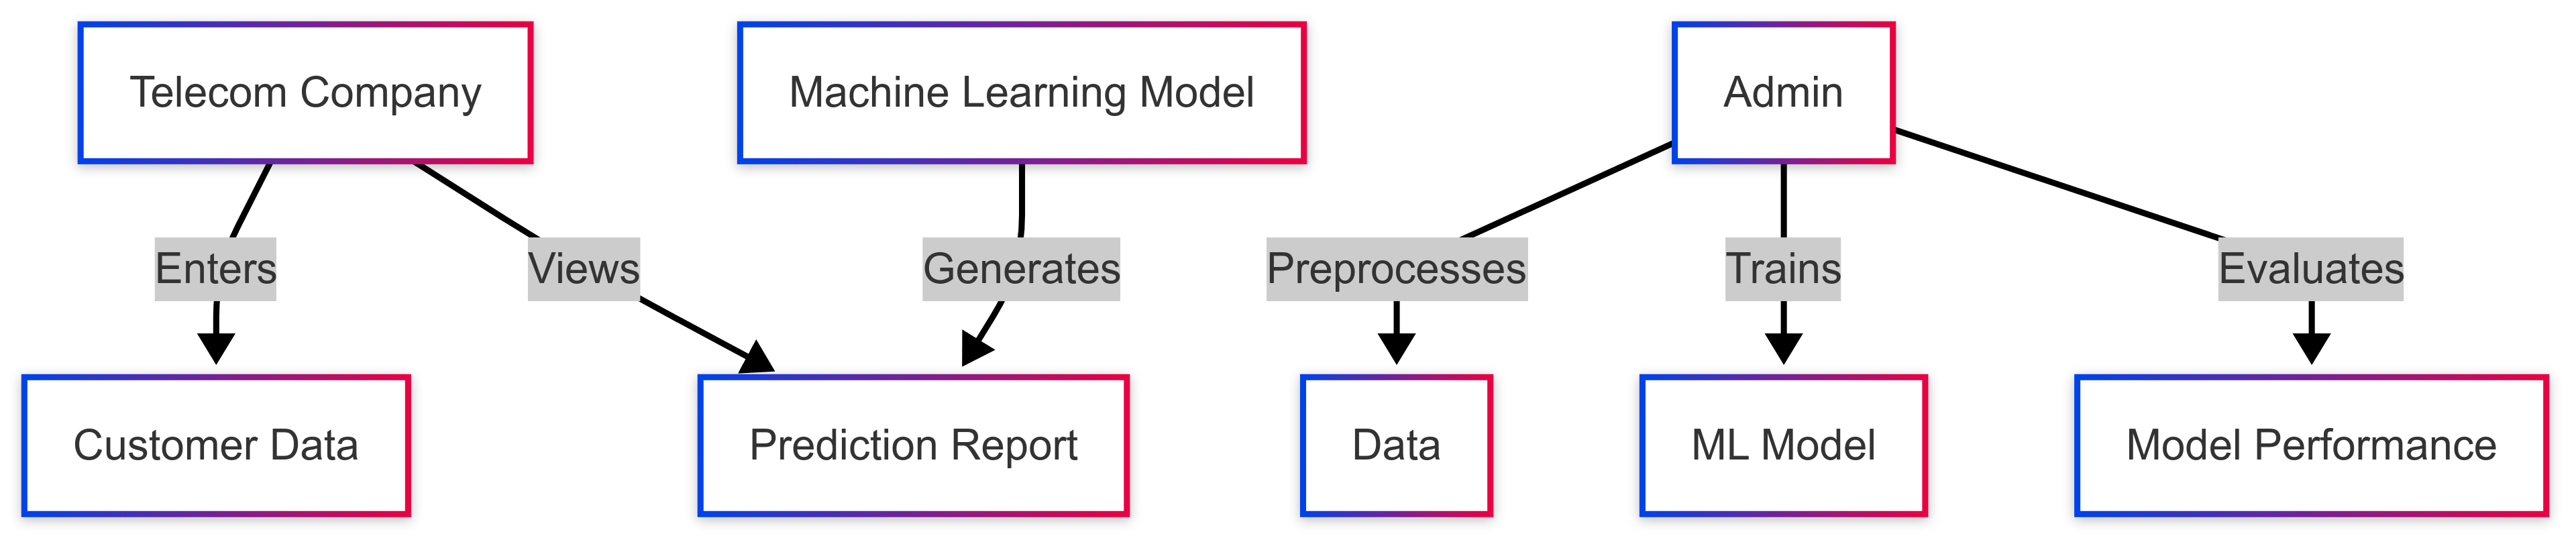 Telecom Company
Machine Learning Model
Admin
Enters
Views
Generates
Preprocesses
Trains
Evaluates
Customer Data
Prediction Report
Data
ML Model
Model Performance